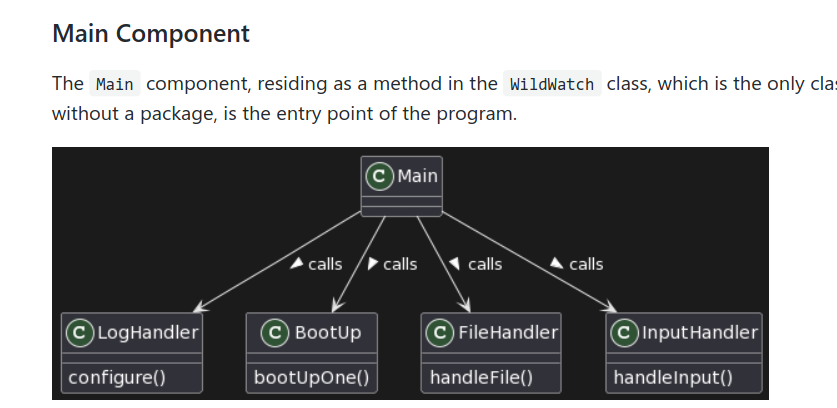 Main Component
The Main component, residing as a method in the WildWatch class, which is the only clas
without a package, is the entry point of the program.
C Main
calls calls calls calls
C LogHandler C BootUp C FileHandler C InputHandler
configure() bootUpOne() handleFile() handleInput()